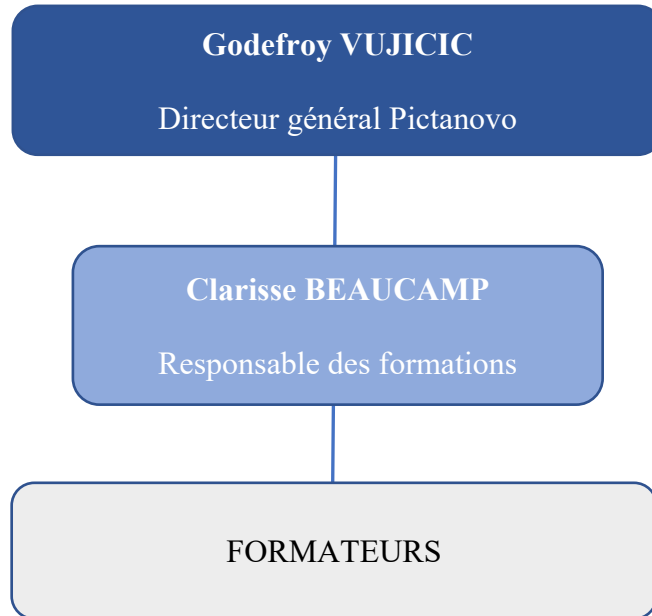 Godefroy VUJICIC
Directeur général Pictanovo
Clarisse BEAUCAMP
Responsable des formations
FORMATEURS